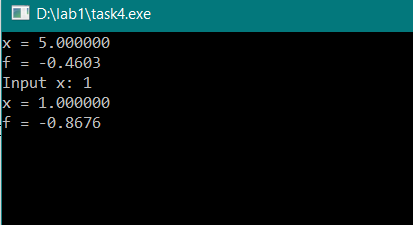 D:\lab1\task4.exe
x = 5.000000
f = -0.4603
Input x: 1
x = 1.000000
f = -0.8676